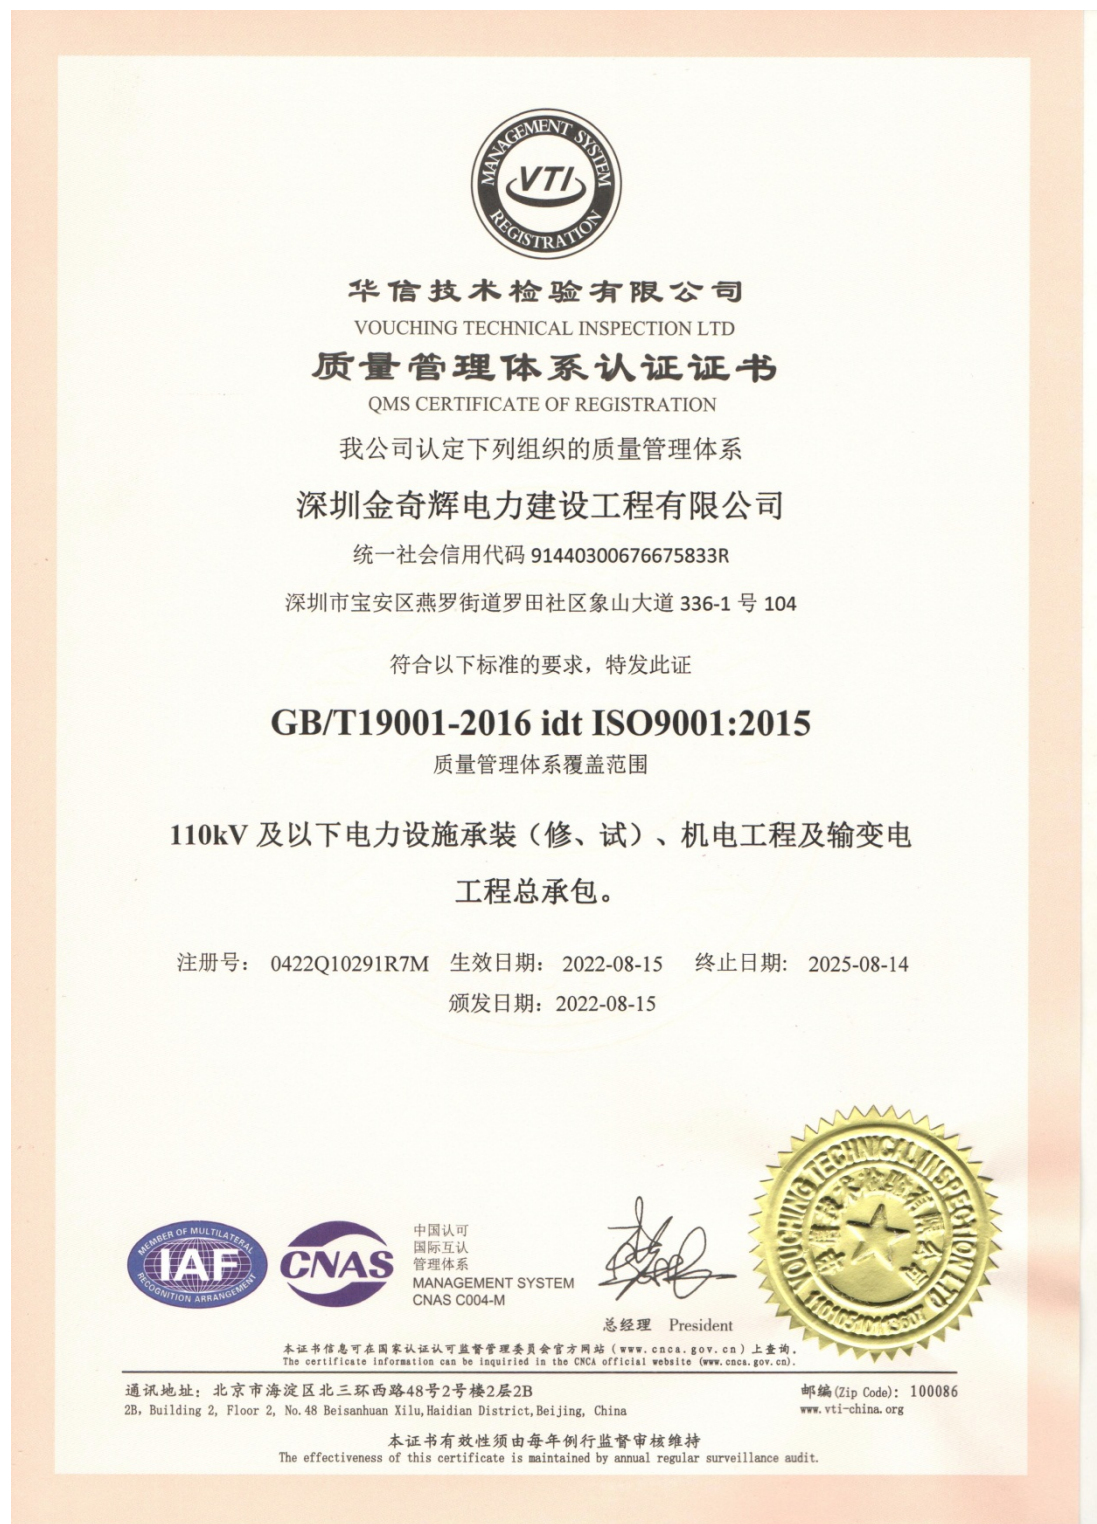 MANAGEMENT SYSTEM
VTI
REGISTRATION
华信技术检验有限公司
VOUCHING TECHNICAL INSPECTION LTD
质量管理体系认证证书
QMS CERTIFICATE OF REGISTRATION
我公司认定下列组织的质量管理体系
深圳金奇辉电力建设工程有限公司
统一社会信用代码 91440300676675833R
深圳市宝安区燕罗街道罗田社区象山大道 336-1 号 104
符合以下标准的要求，特发此证
GB/T19001-2016 idt ISO9001:2015
质量管理体系覆盖范围
110kV 及以下电力设施承装（修、试）、机电工程及输变电
工程总承包。
注册号： 0422Q10291R7M 生效日期： 2022-08-15 终止日期: 2025-08-14
颁发日期：2022-08-15
MEMBER OF MULTILATERAL
IAF
RECOGNITION ARRANGEMENT
CNAS
中国认可
国际互认
管理体系
MANAGEMENT SYSTEM
CNAS C004-M
总经理 President
VOUCHING TECHNICAL INSPECTION LTD
华信技术检验有限公司
本证书信息可在国家认证认可监督管理委员会官方网站（www.cnca.gov.cn）上查询。
The certificate information can be inquiried in the CNCA official website (www.cnca.gov.cn).
通讯地址：北京市海淀区北三环西路48号2号楼2层2B 邮编(Zip Code): 100086
2B, Building 2, Floor 2, No.48 Beisanhuan Xilu,Haidian District,Beijing, China www.vti-china.org
本证书有效性须由每年例行监督审核维持
The effectiveness of this certificate is maintained by annual regular surveillance audit.